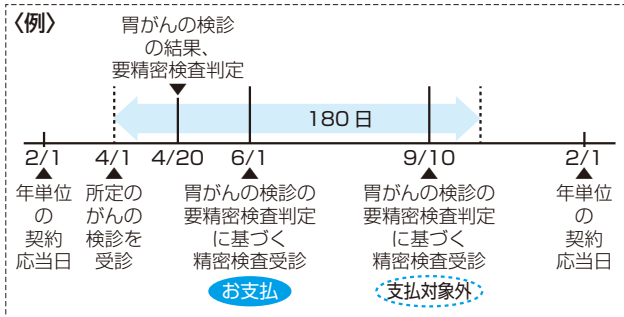 〈例〉
胃がんの検診
の結果、
要精密検査判定
▼
180日
2/1 4/1 4/20 6/1 9/10 2/1
▲ ▲ ▲ ▲ ▲
年単位
の
契約
応当日
所定の
がんの
検診を
受診
胃がんの検診の
要精密検査判定
に基づく
精密検査受診
お支払
胃がんの検診の
要精密検査判定
に基づく
精密検査受診
支払対象外
年単位
の
契約
応当日